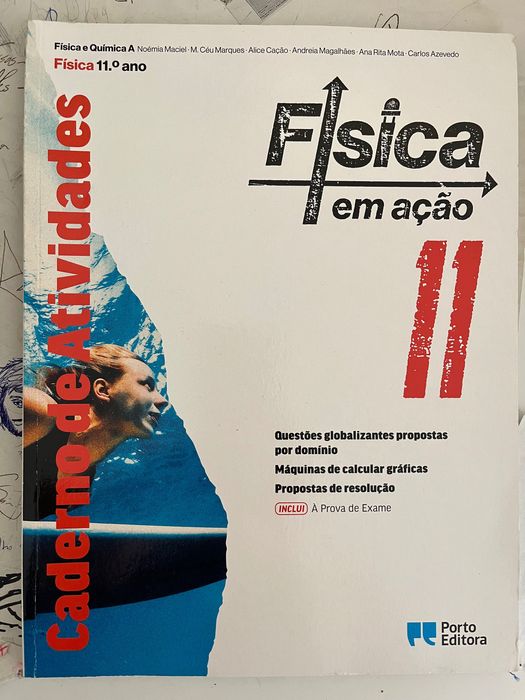 Física e Química A Noémia Maciel · M. Céu Marques · Alice Cação · Andreia Magalhães · Ana Rita Mota · Carlos Azevedo
Física 11.º ano
Caderno de Atividades
Física
em ação
11
Questões globalizantes propostas
por domínio
Máquinas de calcular gráficas
Propostas de resolução
INCLUI À Prova de Exame
Porto
Editora